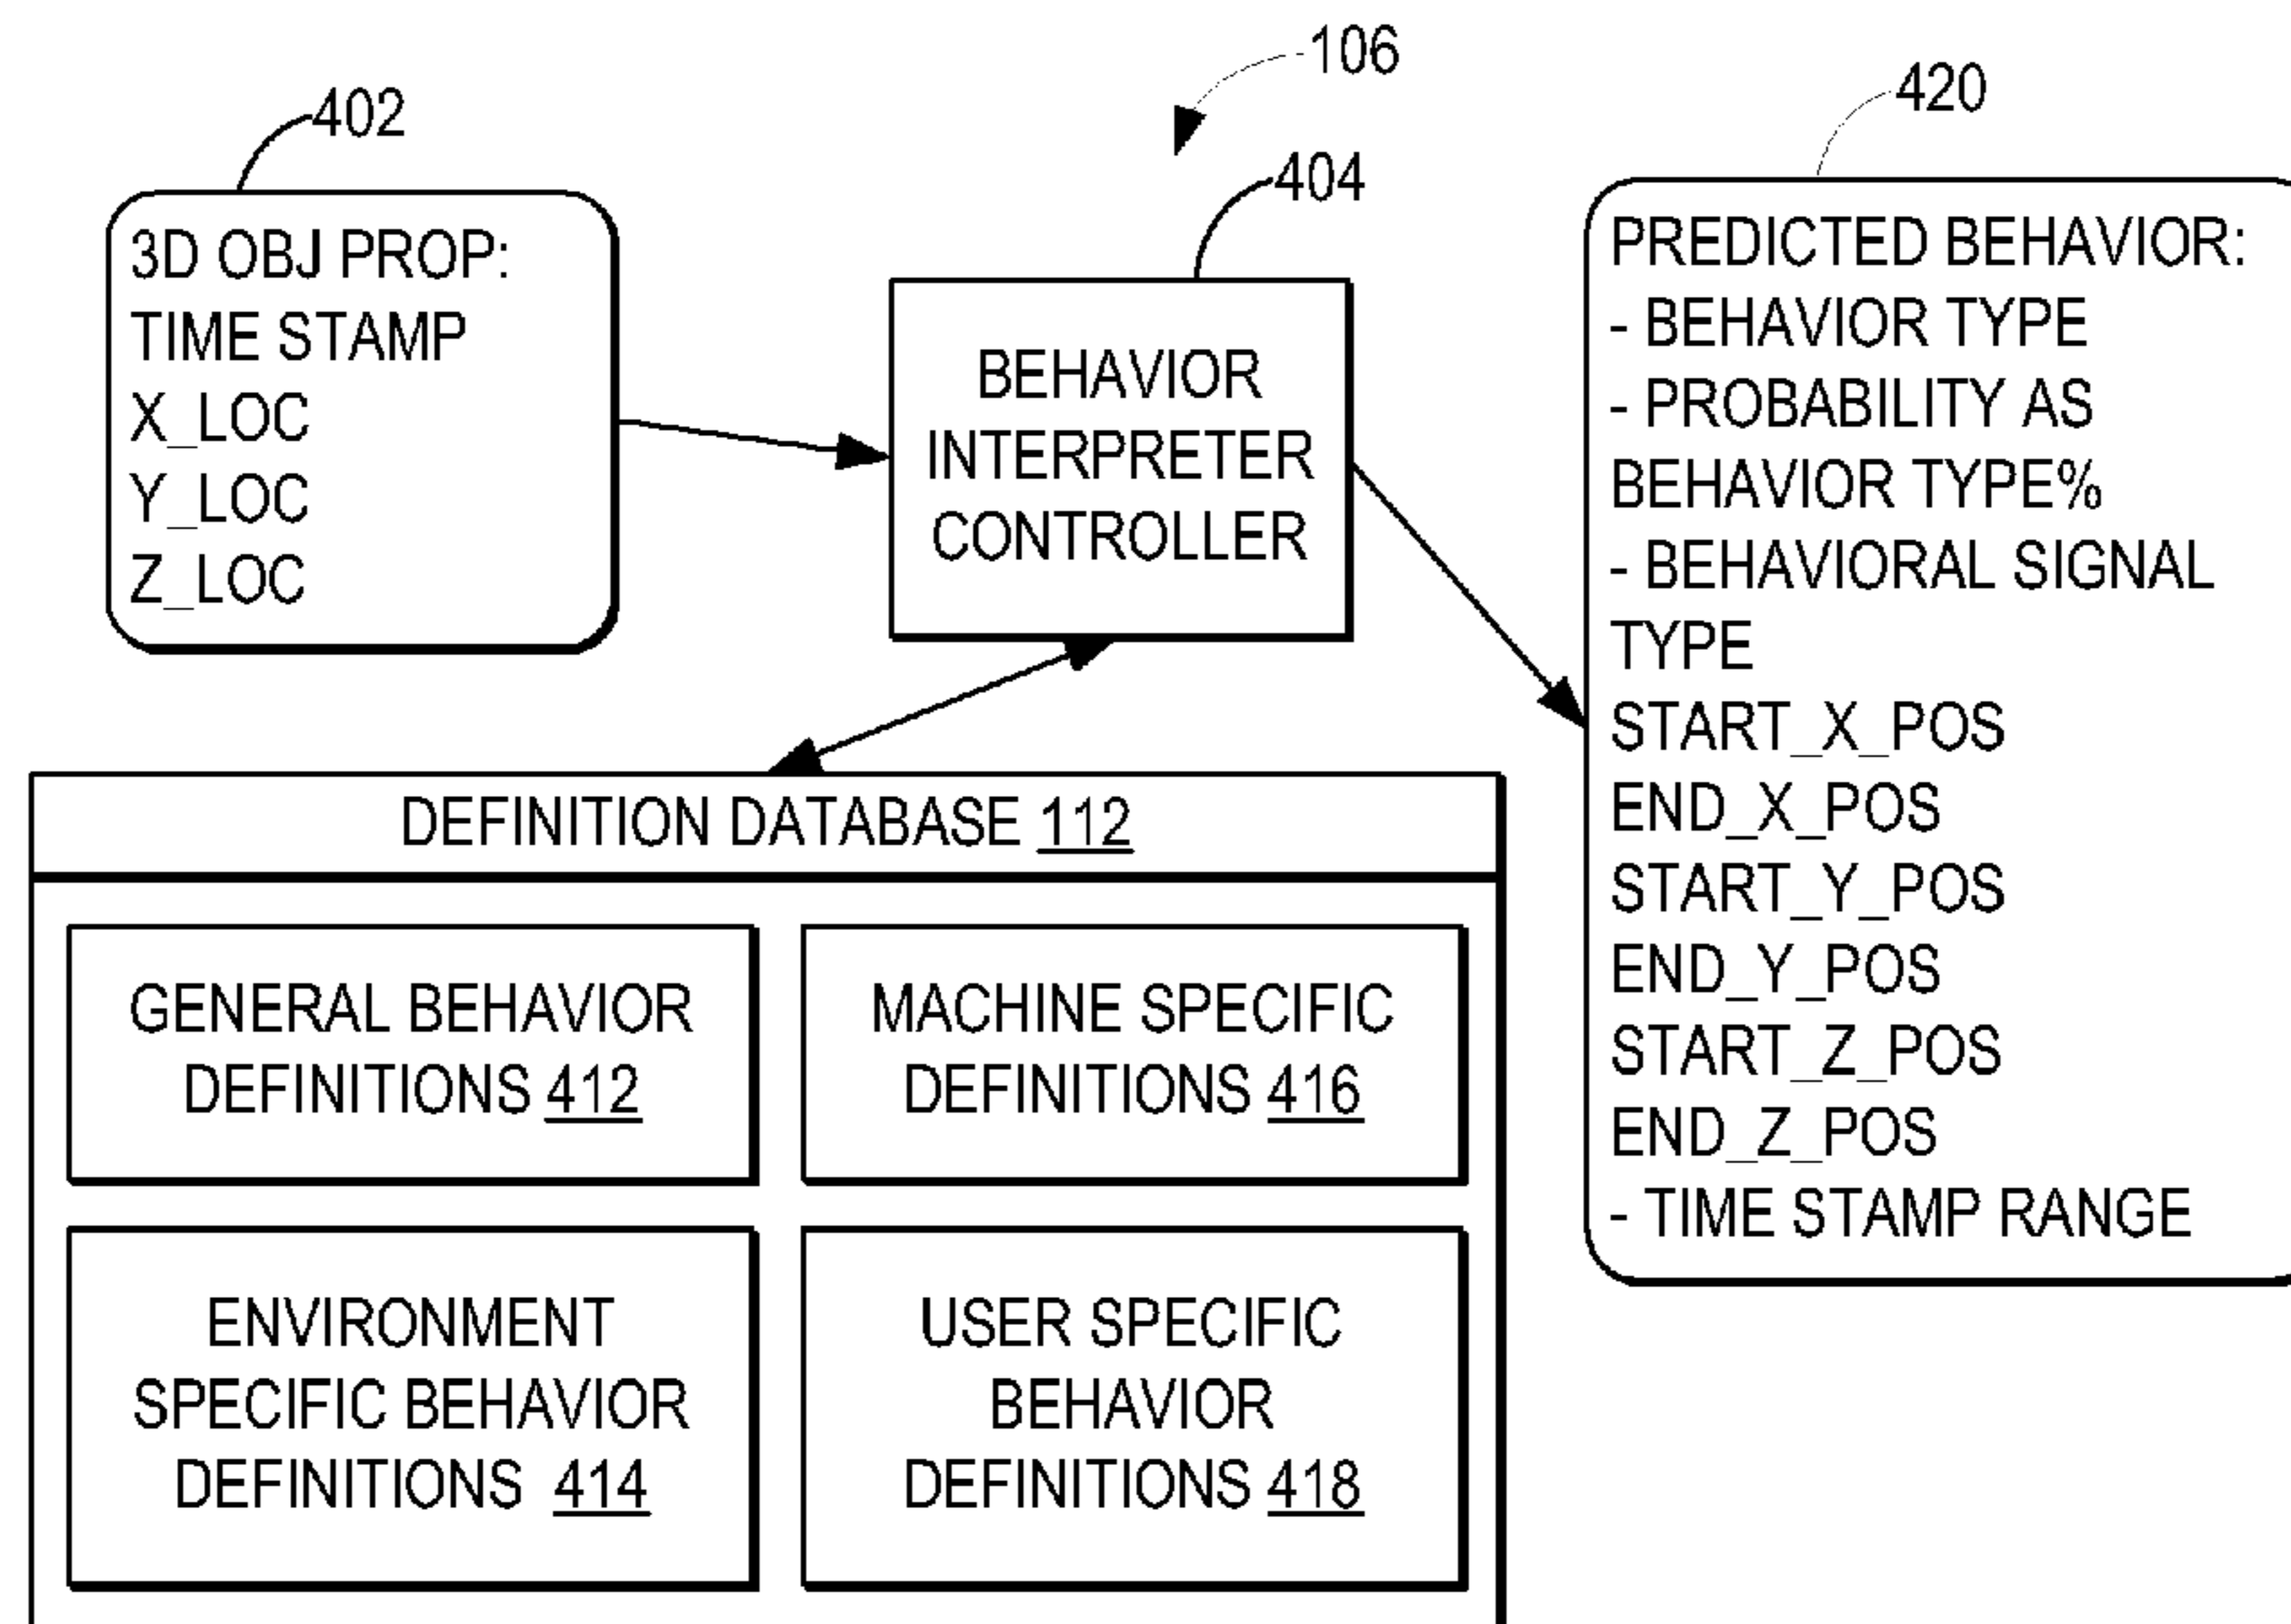 106
402
3D OBJ PROP:
TIME STAMP
X_LOC
Y_LOC
Z_LOC
404
BEHAVIOR
INTERPRETER
CONTROLLER
420
PREDICTED BEHAVIOR:
- BEHAVIOR TYPE
- PROBABILITY AS
BEHAVIOR TYPE%
- BEHAVIORAL SIGNAL
TYPE
START_X_POS
END_X_POS
START_Y_POS
END_Y_POS
START_Z_POS
END_Z_POS
- TIME STAMP RANGE
DEFINITION DATABASE 112
GENERAL BEHAVIOR
DEFINITIONS 412
MACHINE SPECIFIC
DEFINITIONS 416
ENVIRONMENT
SPECIFIC BEHAVIOR
DEFINITIONS 414
USER SPECIFIC
BEHAVIOR
DEFINITIONS 418